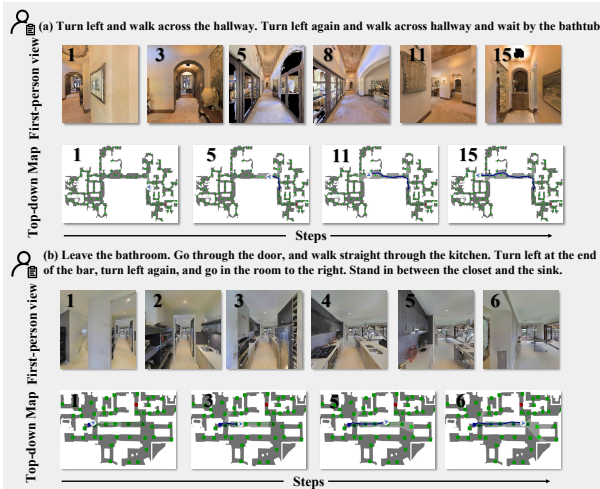 (a) Turn left and walk across the hallway. Turn left again and walk across hallway and wait by the bathtub
First-person view
1 3 5 8 11 15
Top-down Map
1 5 11 15
Steps
(b) Leave the bathroom. Go through the door, and walk straight through the kitchen. Turn left at the end
of the bar, turn left again, and go in the room to the right. Stand in between the closet and the sink.
First-person view
1 2 3 4 5 6
Top-down Map
1 3 5 6
Steps